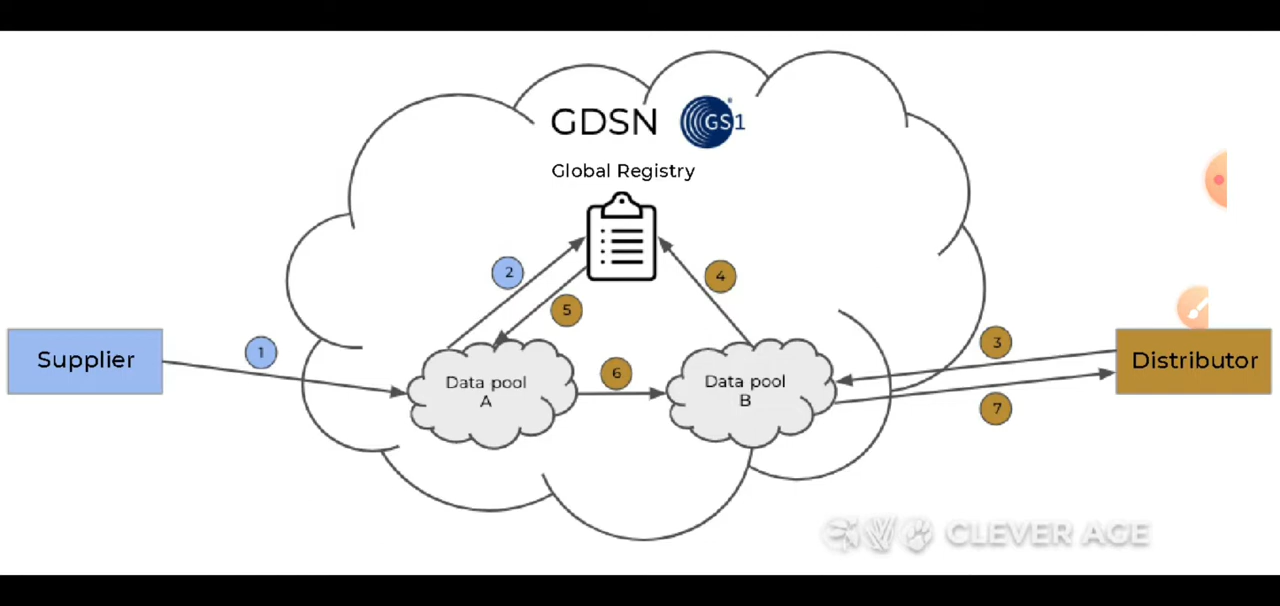 GDSN GS1
Global Registry
2
4
5
Supplier
1
3
Distributor
6
Data pool
A
Data pool
B
7
CLEVER AGE